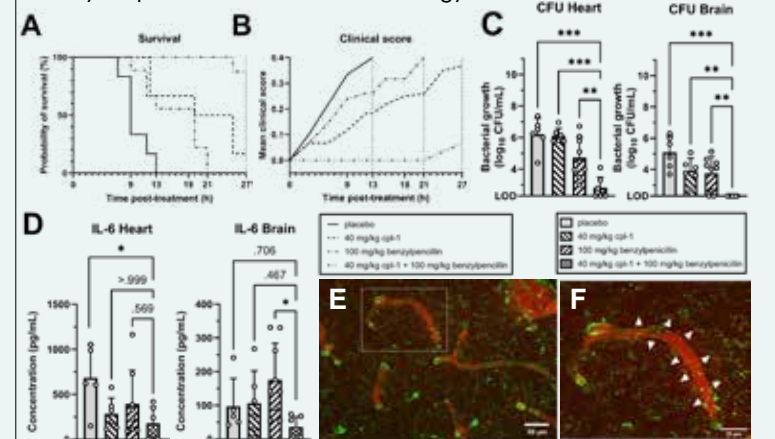 A
B
C
Survival
Probability of survival (%)
100
50
0
0
9
13
19
21
27
Time post-treatment (h)
Clinical score
Mean clinical score
0.4
0.3
0.2
0.1
0.0
0
9
13
19
21
27
Time post-treatment (h)
CFU Heart
Bacterial growth
(log10 CFU/mL)
10
8
6
4
LOD
***
***
**
CFU Brain
Bacterial growth
(log10 CFU/mL)
10
8
6
4
LOD
***
**
**
D
IL-6 Heart
Concentration (pg/mL)
1500
1000
500
0
*
>.999
.569
IL-6 Brain
Concentration (pg/mL)
400
300
200
100
0
.706
.467
*
placebo
40 mg/kg cpl-1
100 mg/kg benzylpencillin
40 mg/kg cpl-1 + 100 mg/kg benzylpencillin
placebo
40 mg/kg cpl-1
100 mg/kg benzylpencillin
40 mg/kg cpl-1 + 100 mg/kg benzylpencillin
E
F